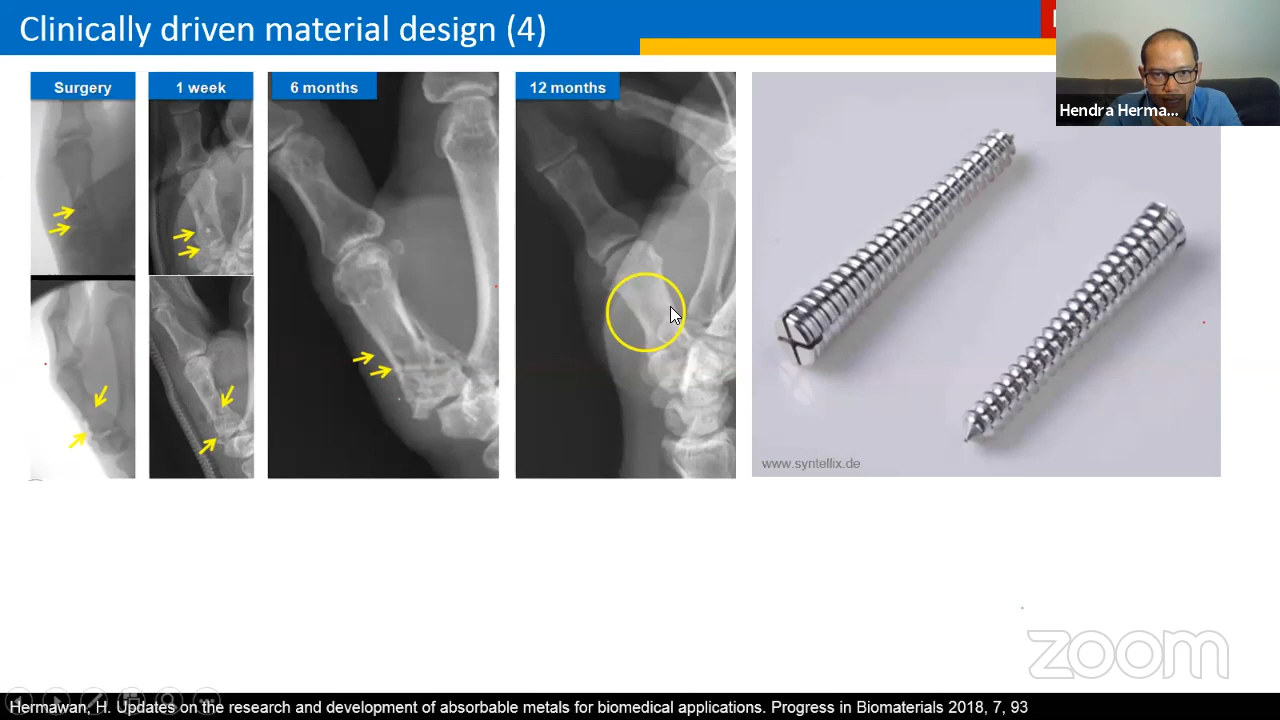 Clinically driven material design (4)
Hendra Herma...
Surgery
1 week
6 months
12 months
www.syntellix.de
zoom
Hermawan, H. Updates on the research and development of absorbable metals for biomedical applications. Progress in Biomaterials 2018, 7, 93